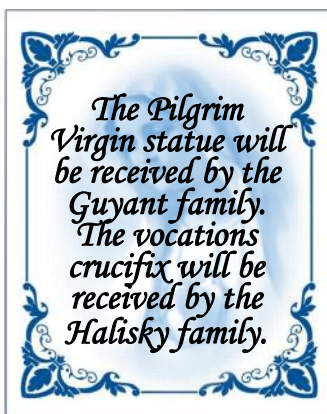 The Pilgrim
Virgin statue will
be received by the
Guyant family.
The vocations
crucifix will be
received by the
Halisky family.